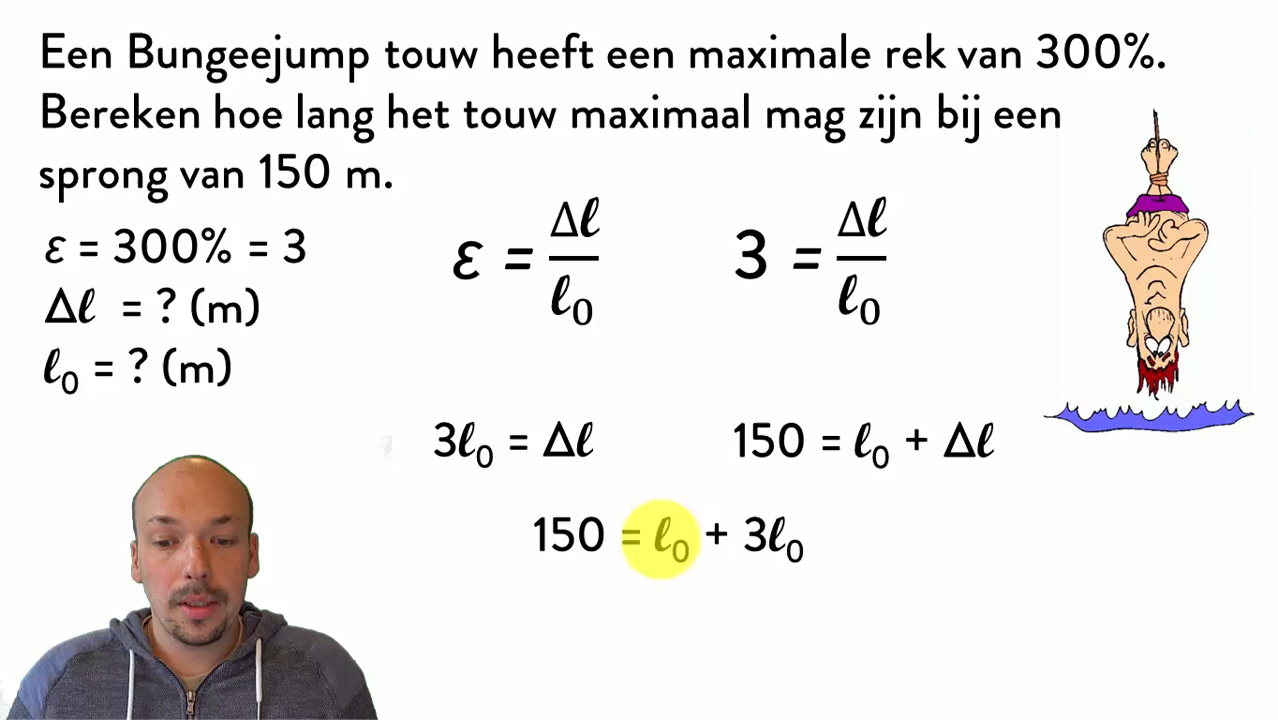 Een Bungeejump touw heeft een maximale rek van 300%.
Bereken hoe lang het touw maximaal mag zijn bij een
sprong van 150 m.
ε = 300% = 3
Δℓ = ? (m)
ℓ₀ = ? (m)
ε = Δℓ / ℓ₀
3 = Δℓ / ℓ₀
3ℓ₀ = Δℓ
150 = ℓ₀ + Δℓ
150 = ℓ₀ + 3ℓ₀